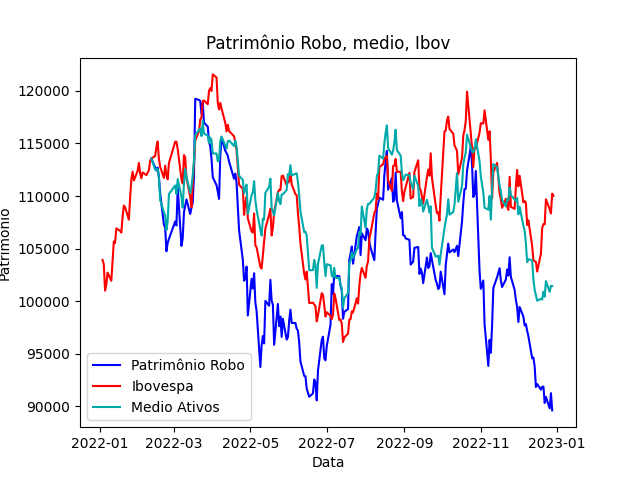 Patrimônio Robo, medio, Ibov
120000
115000
110000
105000
100000
95000
90000
Patrimonio
Patrimônio Robo
Ibovespa
Medio Ativos
2022-01
2022-03
2022-05
2022-07
2022-09
2022-11
2023-01
Data